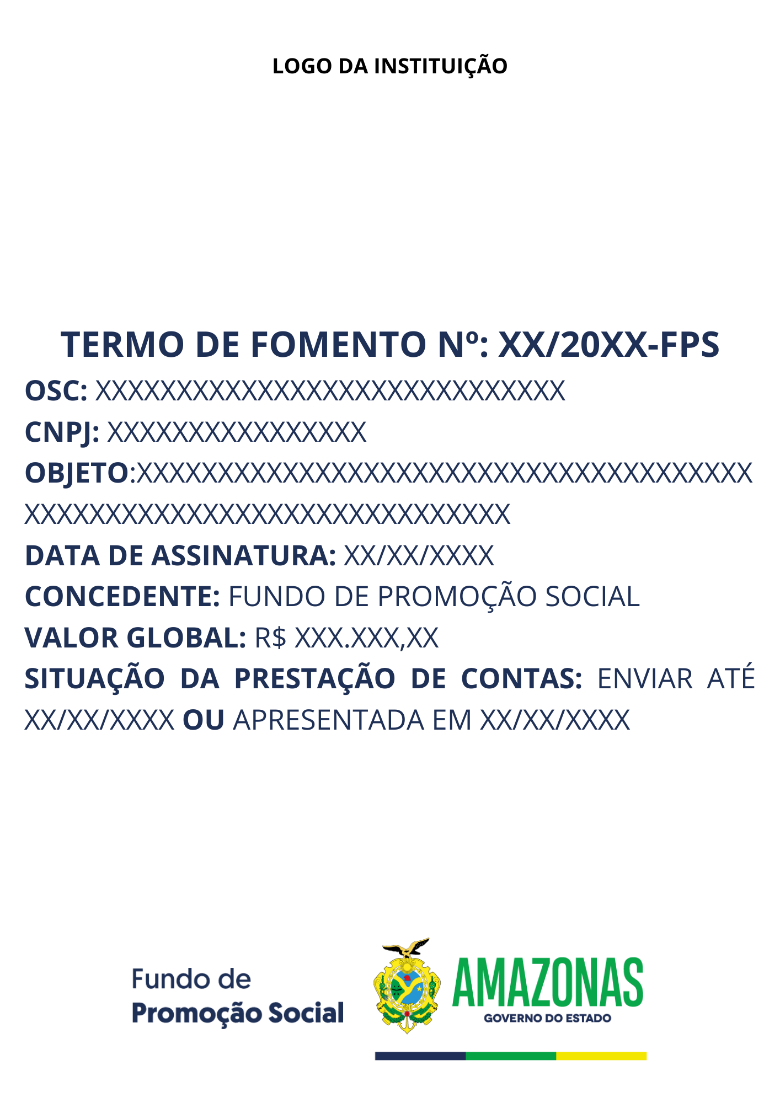 LOGO DA INSTITUIÇÃO
TERMO DE FOMENTO Nº: XX/20XX-FPS
OSC: XXXXXXXXXXXXXXXXXXXXXXXXXXXXX
CNPJ: XXXXXXXXXXXXXXXX
OBJETO:XXXXXXXXXXXXXXXXXXXXXXXXXXXXXXXXXXXXXX
XXXXXXXXXXXXXXXXXXXXXXXXXXXXXX
DATA DE ASSINATURA: XX/XX/XXXX
CONCEDENTE: FUNDO DE PROMOÇÃO SOCIAL
VALOR GLOBAL: R$ XXX.XXX,XX
SITUAÇÃO DA PRESTAÇÃO DE CONTAS: ENVIAR ATÉ
XX/XX/XXXX OU APRESENTADA EM XX/XX/XXXX
Fundo de
Promoção Social
AMAZONAS
GOVERNO DO ESTADO